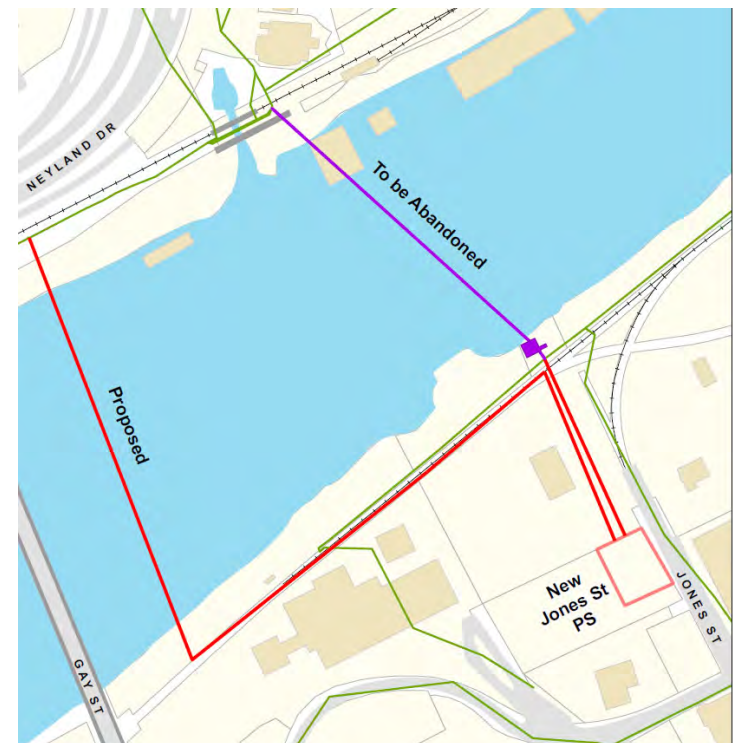 NEYLAND DR
To be Abandoned
Proposed
New
Jones St
PS
JONES ST
GAY ST